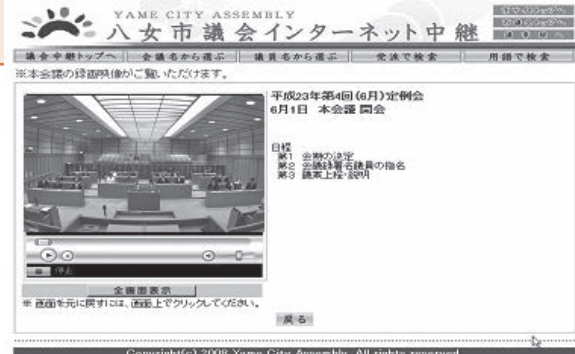 YAME CITY ASSEMBLY
八女市議会インターネット中継
議会中継トップへ 会議名から選ぶ 議員名から選ぶ 発注で検索 用語で検索
※本会議の録画映像がご覧いただけます。
平成23年第4回(6月)定例会
6月1日 本会議 開会
日程
第1 会期の決定
第2 会議録署名議員の指名
第3 議案上程・説明
停止
全画面表示
※ 画面を元に戻すには、画面上でクリックしてください。
戻る
Copyright(c) 2008 Yame City Assembly. All rights reserved.